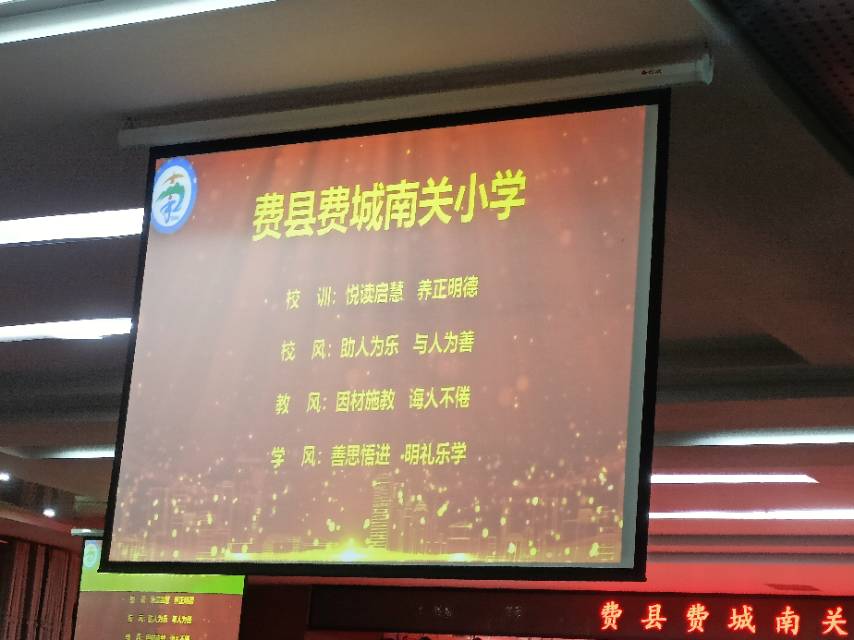 费县费城南关小学
校 训：悦读启慧 养正明德
校 风：助人为乐 与人为善
教 风：因材施教 诲人不倦
学 风：善思悟进 明礼乐学
费县费城南关